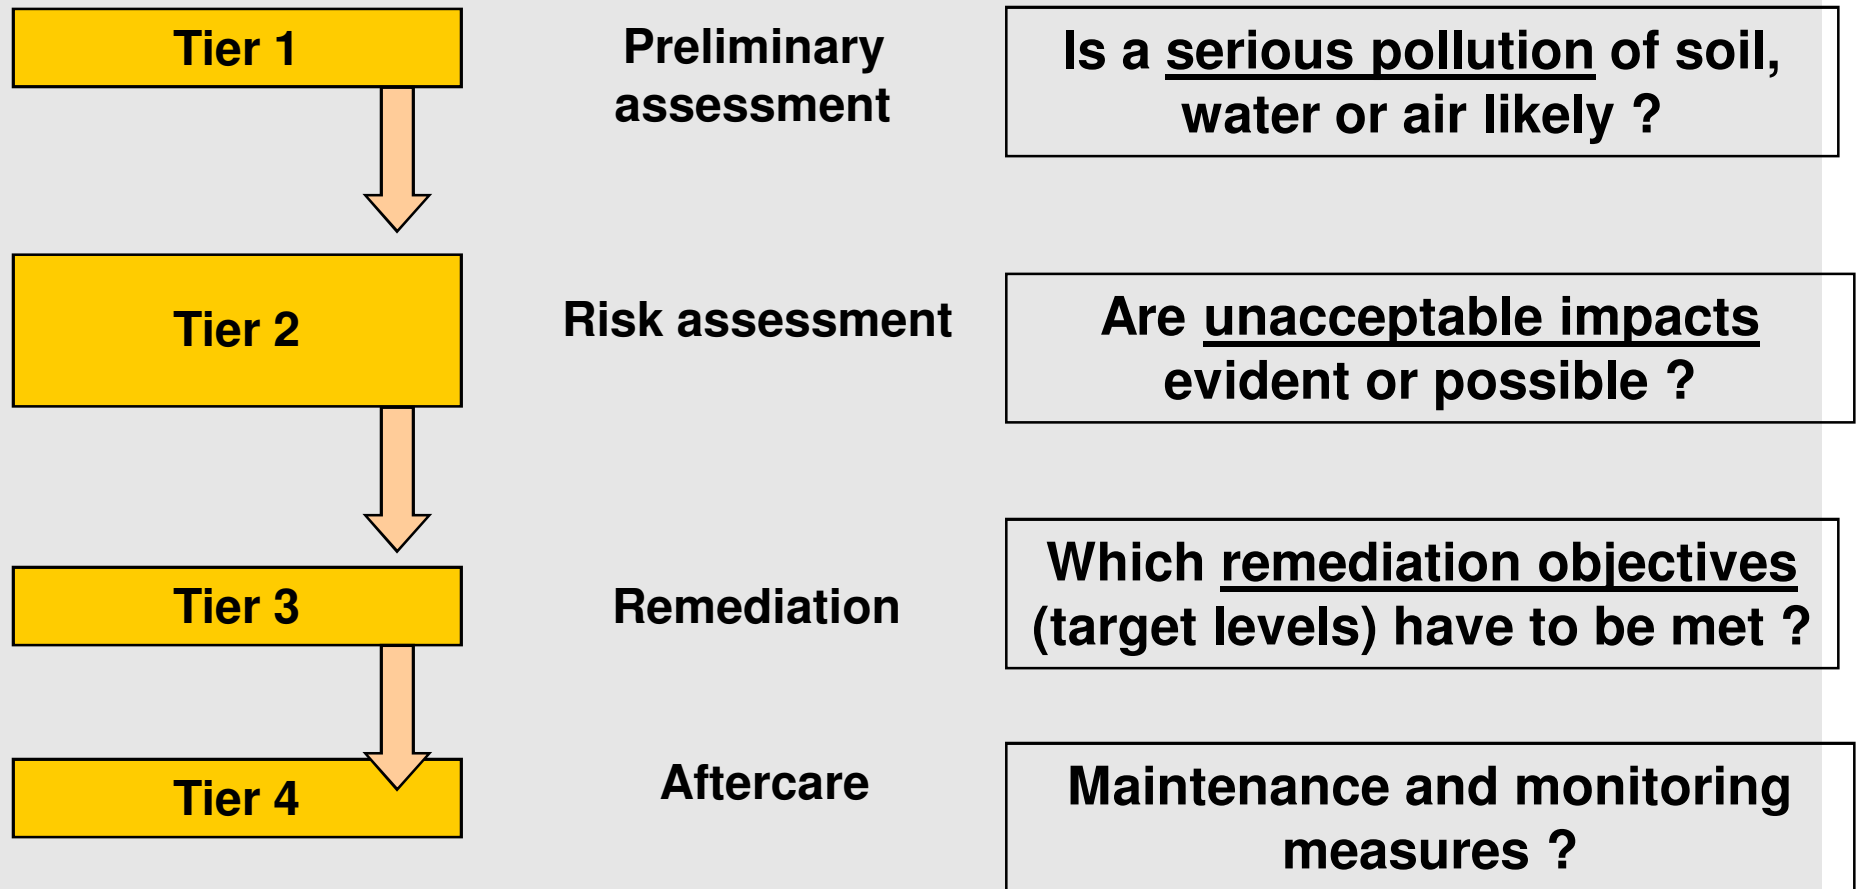 Tier 1
Preliminary
assessment
Is a serious pollution of soil,
water or air likely ?
Tier 2
Risk assessment
Are unacceptable impacts
evident or possible ?
Tier 3
Remediation
Which remediation objectives
(target levels) have to be met ?
Tier 4
Aftercare
Maintenance and monitoring
measures ?